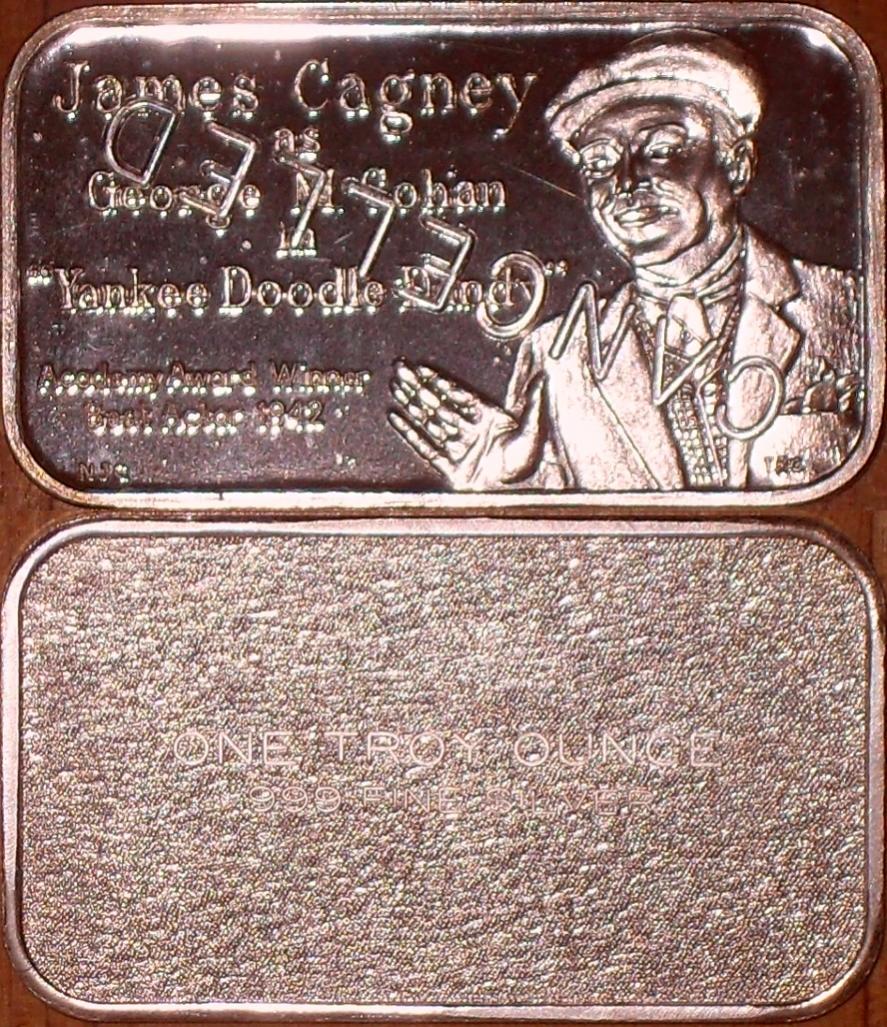 James Cagney
as
George M. Cohan
in
"Yankee Doodle Dandy"
Academy Award Winner
Best Actor 1942
CANCELLED
ONE TROY OUNCE
999 FINE SILVER